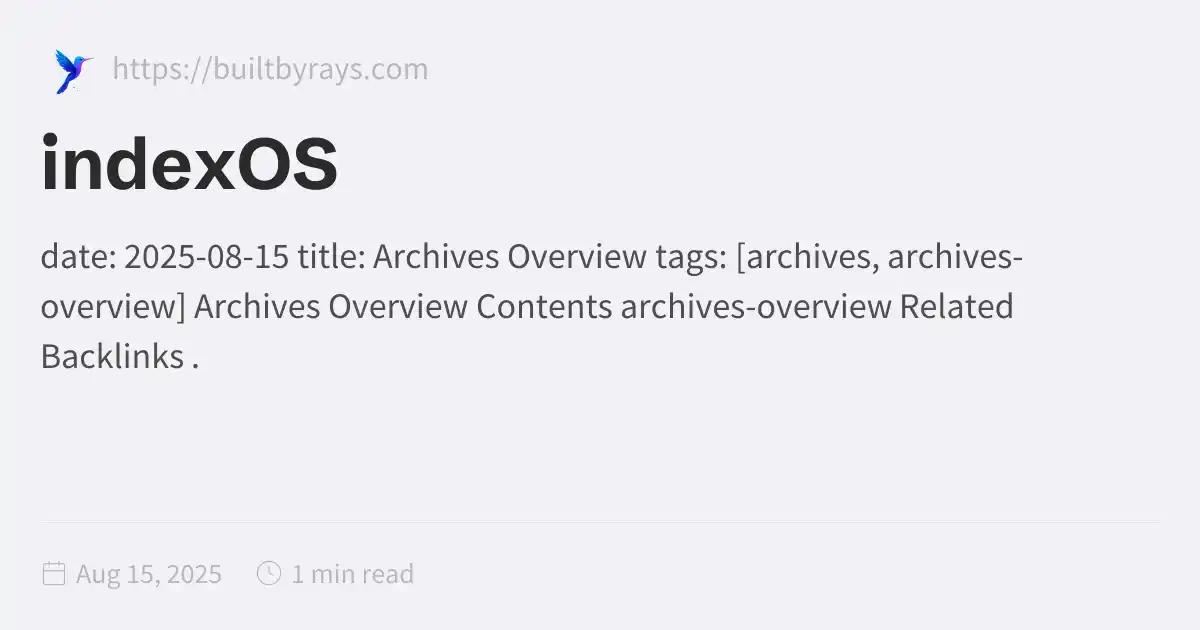 https://builtbyrays.com
indexOS
date: 2025-08-15 title: Archives Overview tags: [archives, archives-
overview] Archives Overview Contents archives-overview Related
Backlinks .
Aug 15, 2025 1 min read